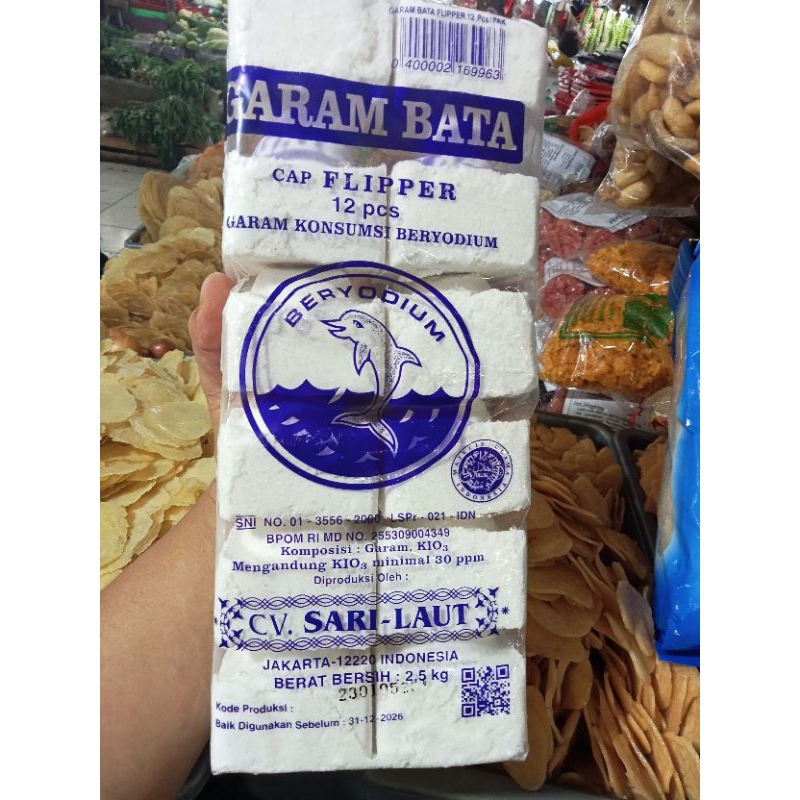 GARAM BATA FLIPPER 12 Pcs/PAK
0 400002 169963
GARAM BATA
CAP FLIPPER
12 pcs
GARAM KONSUMSI BERYODIUM
BERYODIUM
MAJELIS ULAMA INDONESIA
SNI NO. 01 - 3556 - 2000 LSPr - 021 - IDN
BPOM RI MD NO. 255309004349
Komposisi : Garam, KIO₃
Mengandung KIO₃ minimal 30 ppm
Diproduksi Oleh :
CV. SARI-LAUT
JAKARTA-12220 INDONESIA
BERAT BERSIH : 2,5 kg
Kode Produksi :
Baik Digunakan Sebelum : 31-12-2026